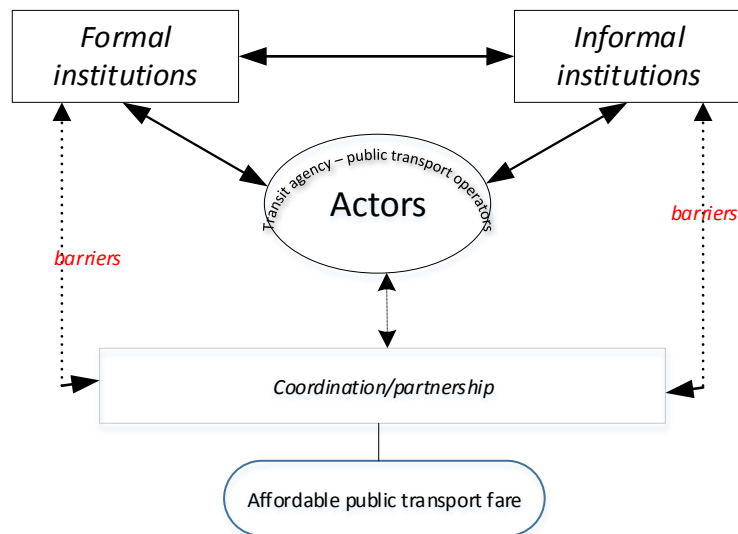 Formal
institutions
Informal
institutions
Transit agency – public transport operators
Actors
barriers
barriers
Coordination/partnership
Affordable public transport fare